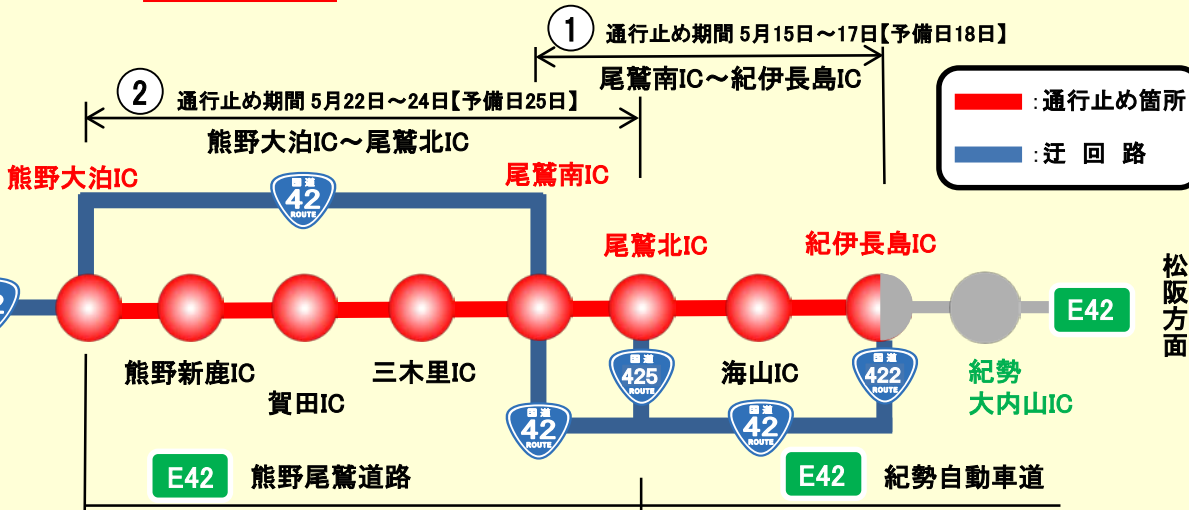 ① 通行止め期間 5月15日～17日【予備日18日】
尾鷲南IC～紀伊長島IC
② 通行止め期間 5月22日～24日【予備日25日】
熊野大泊IC～尾鷲北IC
：通行止め箇所
：迂 回 路
熊野大泊IC
国道
42
ROUTE
尾鷲南IC
尾鷲北IC
紀伊長島IC
松阪方面
2
E42
熊野新鹿IC
賀田IC
三木里IC
国道
425
ROUTE
海山IC
国道
422
ROUTE
紀勢
大内山IC
国道
42
ROUTE
国道
42
ROUTE
E42 熊野尾鷲道路
E42 紀勢自動車道